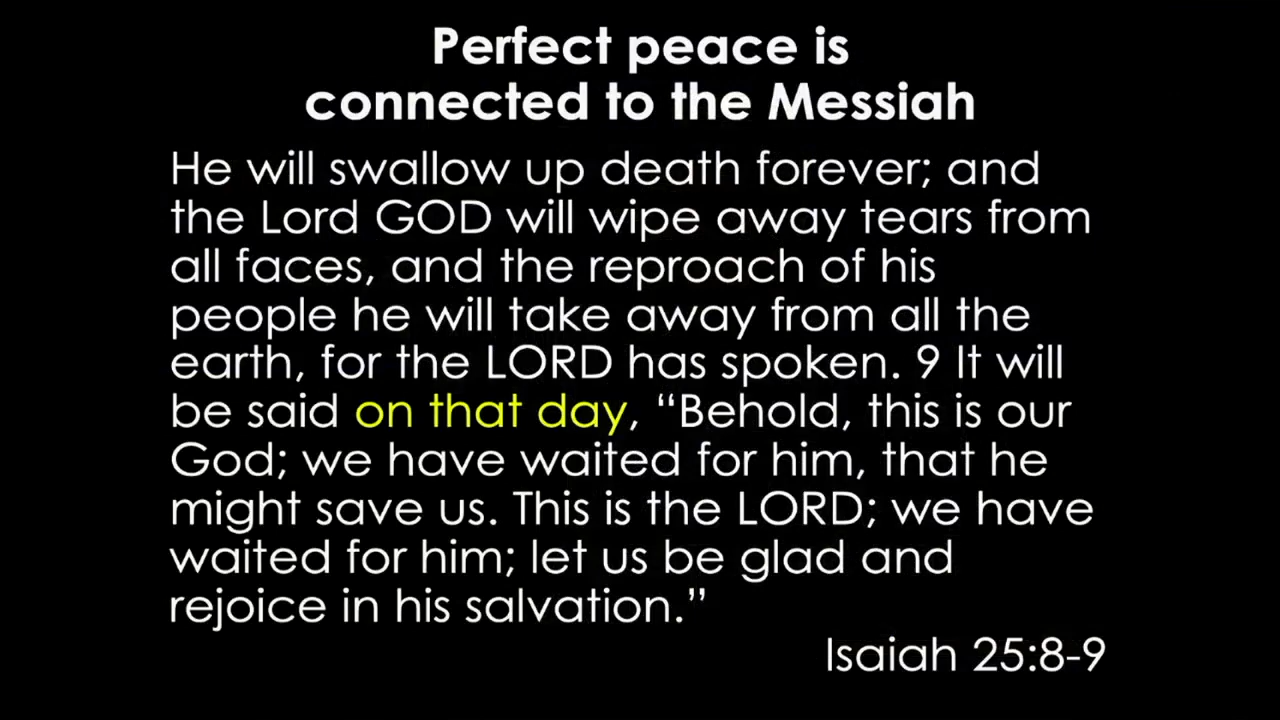 Perfect peace is
connected to the Messiah
He will swallow up death forever; and
the Lord GOD will wipe away tears from
all faces, and the reproach of his
people he will take away from all the
earth, for the LORD has spoken. 9 It will
be said on that day, “Behold, this is our
God; we have waited for him, that he
might save us. This is the LORD; we have
waited for him; let us be glad and
rejoice in his salvation.”
Isaiah 25:8-9